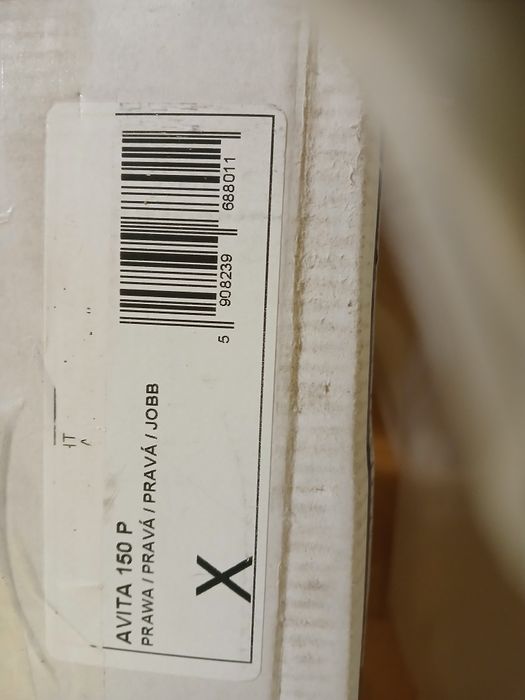 AVITA 150 P
PRAWA / PRAVÁ / PRAVÁ / JOBB
X
5 908239 688011